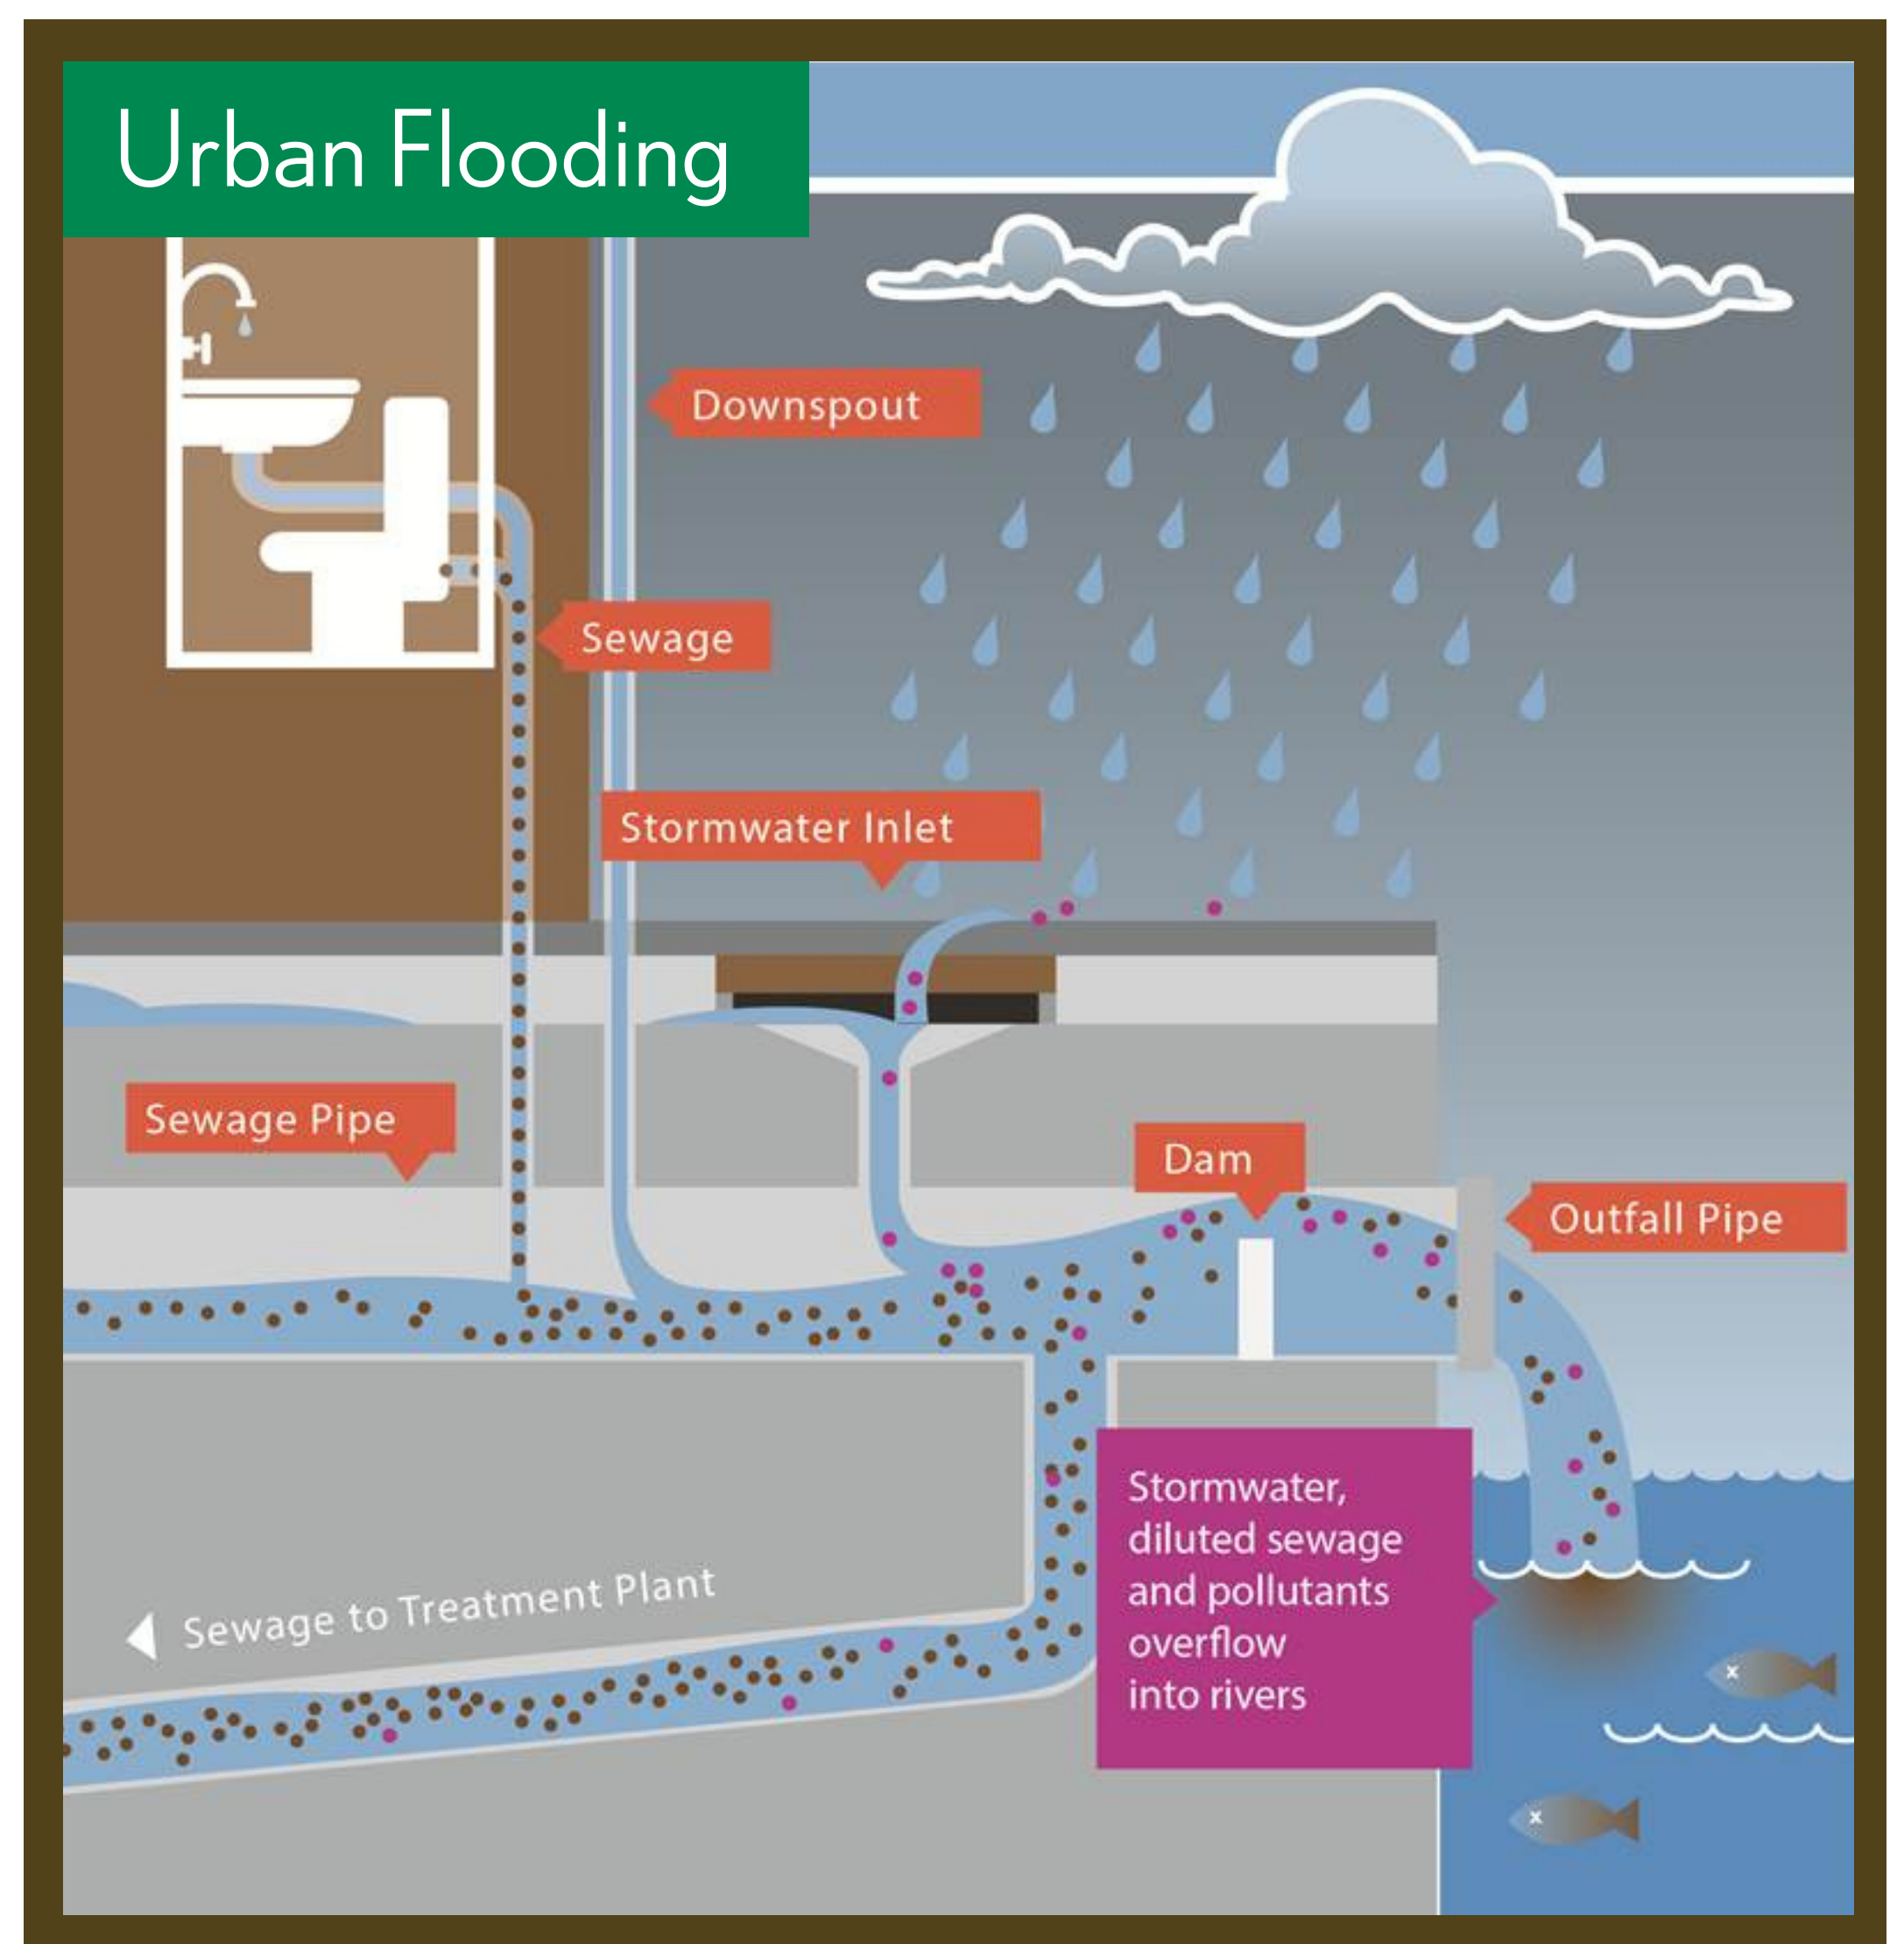 Urban Flooding
Downspout
Sewage
Stormwater Inlet
Sewage Pipe
Dam
Outfall Pipe
Stormwater,
diluted sewage
and pollutants
overflow
into rivers
Sewage to Treatment Plant